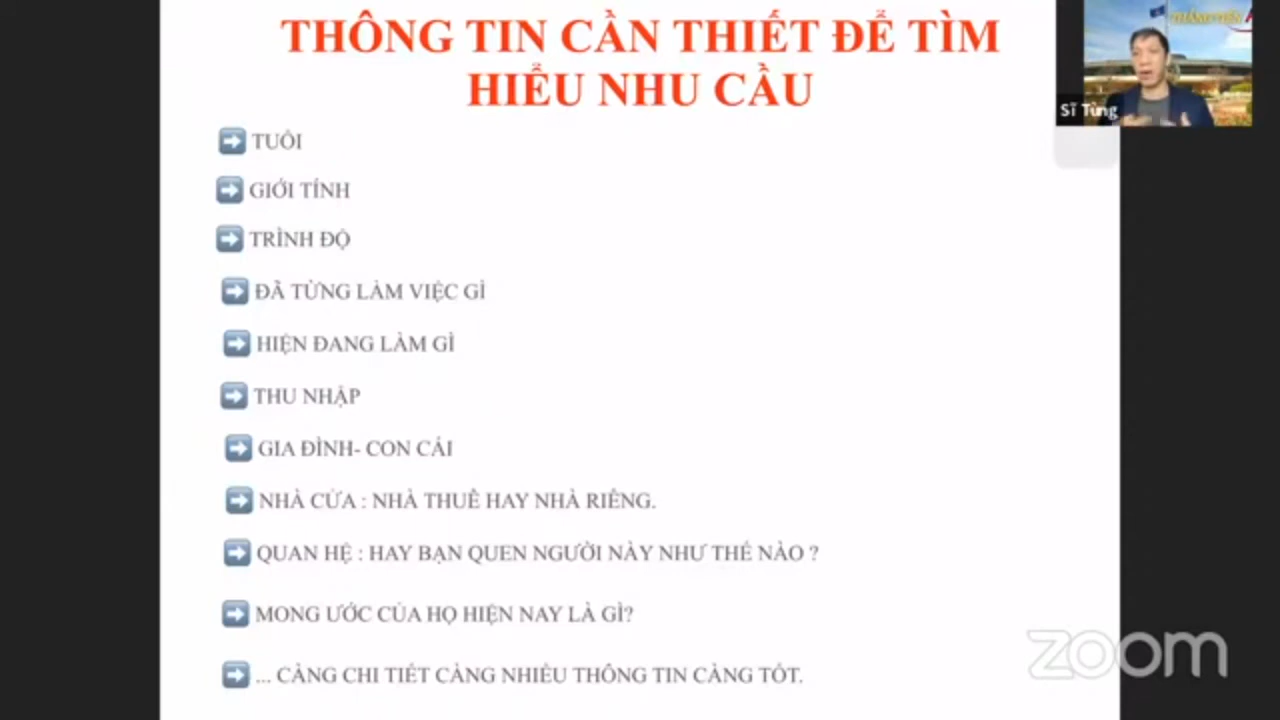 THÔNG TIN CẦN THIẾT ĐỂ TÌM
HIỂU NHU CẦU
TUỔI
GIỚI TÍNH
TRÌNH ĐỘ
ĐÃ TỪNG LÀM VIỆC GÌ
HIỆN ĐANG LÀM GÌ
THU NHẬP
GIA ĐÌNH- CON CÁI
NHÀ CỬA : NHÀ THUÊ HAY NHÀ RIÊNG.
QUAN HỆ : HAY BẠN QUEN NGƯỜI NÀY NHƯ THẾ NÀO ?
MONG ƯỚC CỦA HỌ HIỆN NAY LÀ GÌ?
... CÀNG CHI TIẾT CÀNG NHIỀU THÔNG TIN CÀNG TỐT.
Sĩ Tùng
zoom